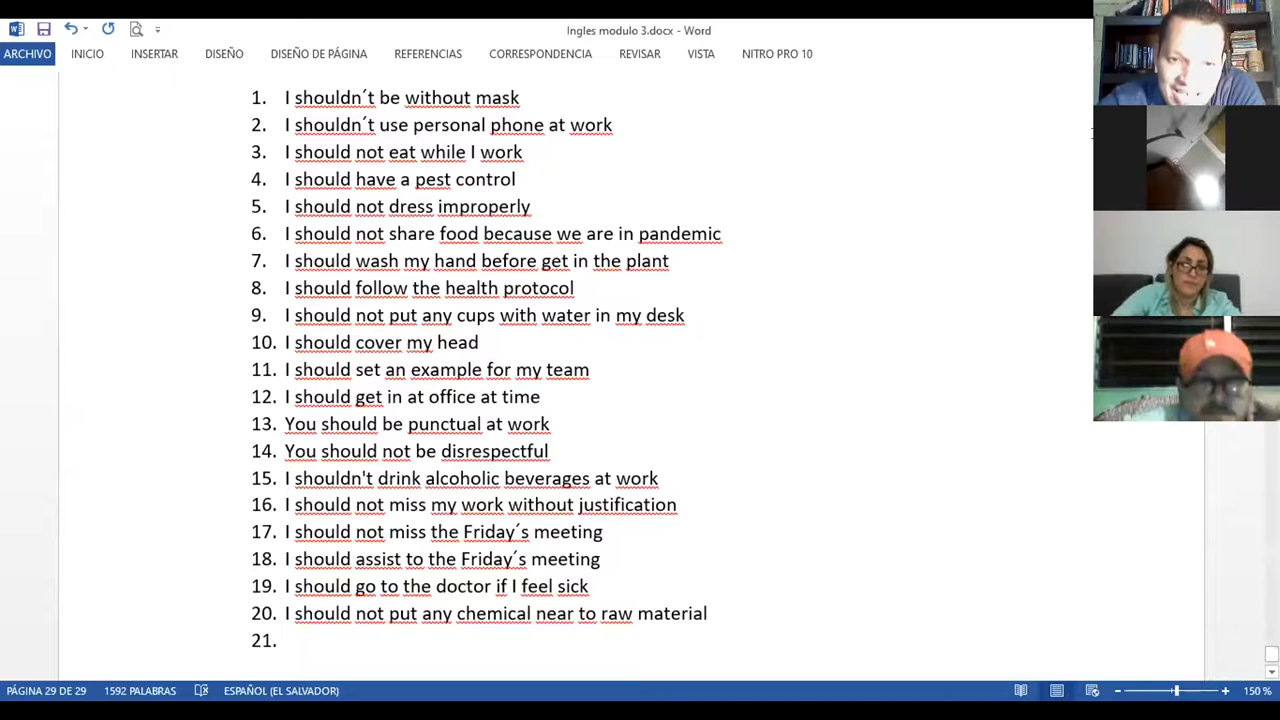 Ingles modulo 3.docx - Word
ARCHIVO INICIO INSERTAR DISEÑO DISEÑO DE PÁGINA REFERENCIAS CORRESPONDENCIA REVISAR VISTA NITRO PRO 10
1. I shouldn´t be without mask
2. I shouldn´t use personal phone at work
3. I should not eat while I work
4. I should have a pest control
5. I should not dress improperly
6. I should not share food because we are in pandemic
7. I should wash my hand before get in the plant
8. I should follow the health protocol
9. I should not put any cups with water in my desk
10. I should cover my head
11. I should set an example for my team
12. I should get in at office at time
13. You should be punctual at work
14. You should not be disrespectful
15. I shouldn't drink alcoholic beverages at work
16. I should not miss my work without justification
17. I should not miss the Friday´s meeting
18. I should assist to the Friday´s meeting
19. I should go to the doctor if I feel sick
20. I should not put any chemical near to raw material
21.
PÁGINA 29 DE 29 1592 PALABRAS ESPAÑOL (EL SALVADOR) 150 %